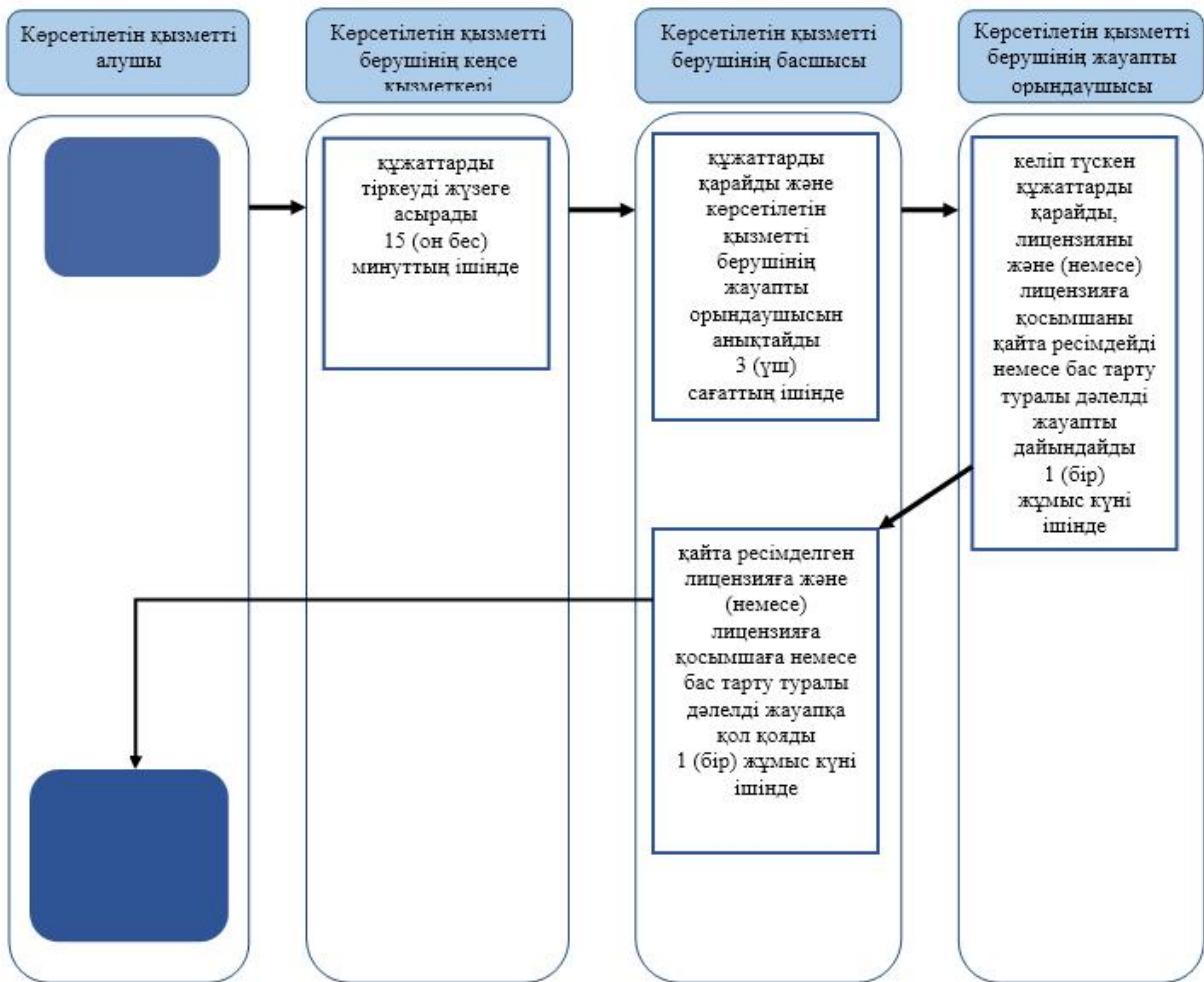 Көрсетілетін қызметті
алушы
Көрсетілетін қызметті
берушінің кеңсе
қызметкері
Көрсетілетін қызметті
берушінің басшысы
Көрсетілетін қызметті
берушінің жауапты
орындаушысы
құжаттарды
тіркеуді жүзеге
асырады
15 (он бес)
минуттың ішінде
құжаттарды
қарайды және
көрсетілетін
қызметті
берушінің
жауапты
орындаушысын
анықтайды
3 (үш)
сағаттың ішінде
келіп түскен
құжаттарды
қарайды,
лицензияны
және (немесе)
лицензияға
қосымшаны
қайта ресімдейді
немесе бас тарту
туралы дәлелді
жауапты
дайындайды
1 (бір)
жұмыс күні
ішінде
қайта ресімделген
лицензияға және
(немесе)
лицензияға
қосымшаға немесе
бас тарту туралы
дәлелді жауапқа
қол қояды
1 (бір) жұмыс күні
ішінде